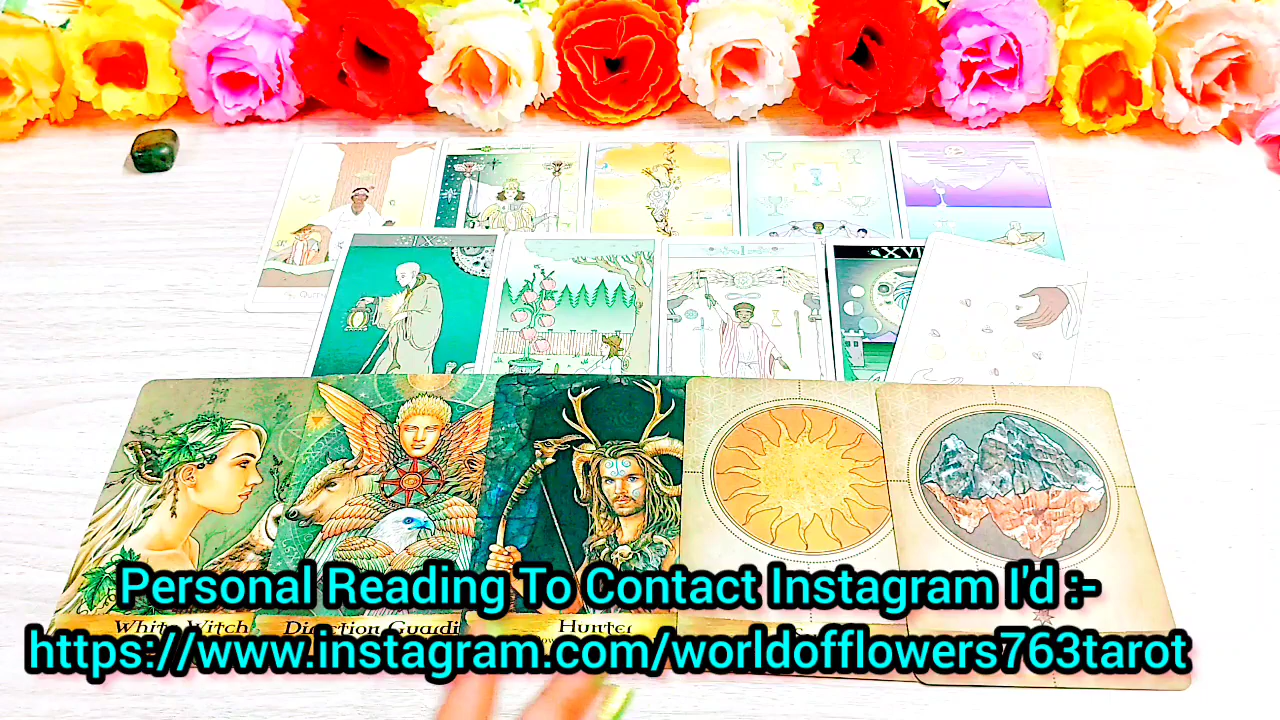 IX
I
XVI
White Witch
Direction Guardi
Hunter
Personal Reading To Contact Instagram I'd :-
https://www.instagram.com/worldofflowers763tarot